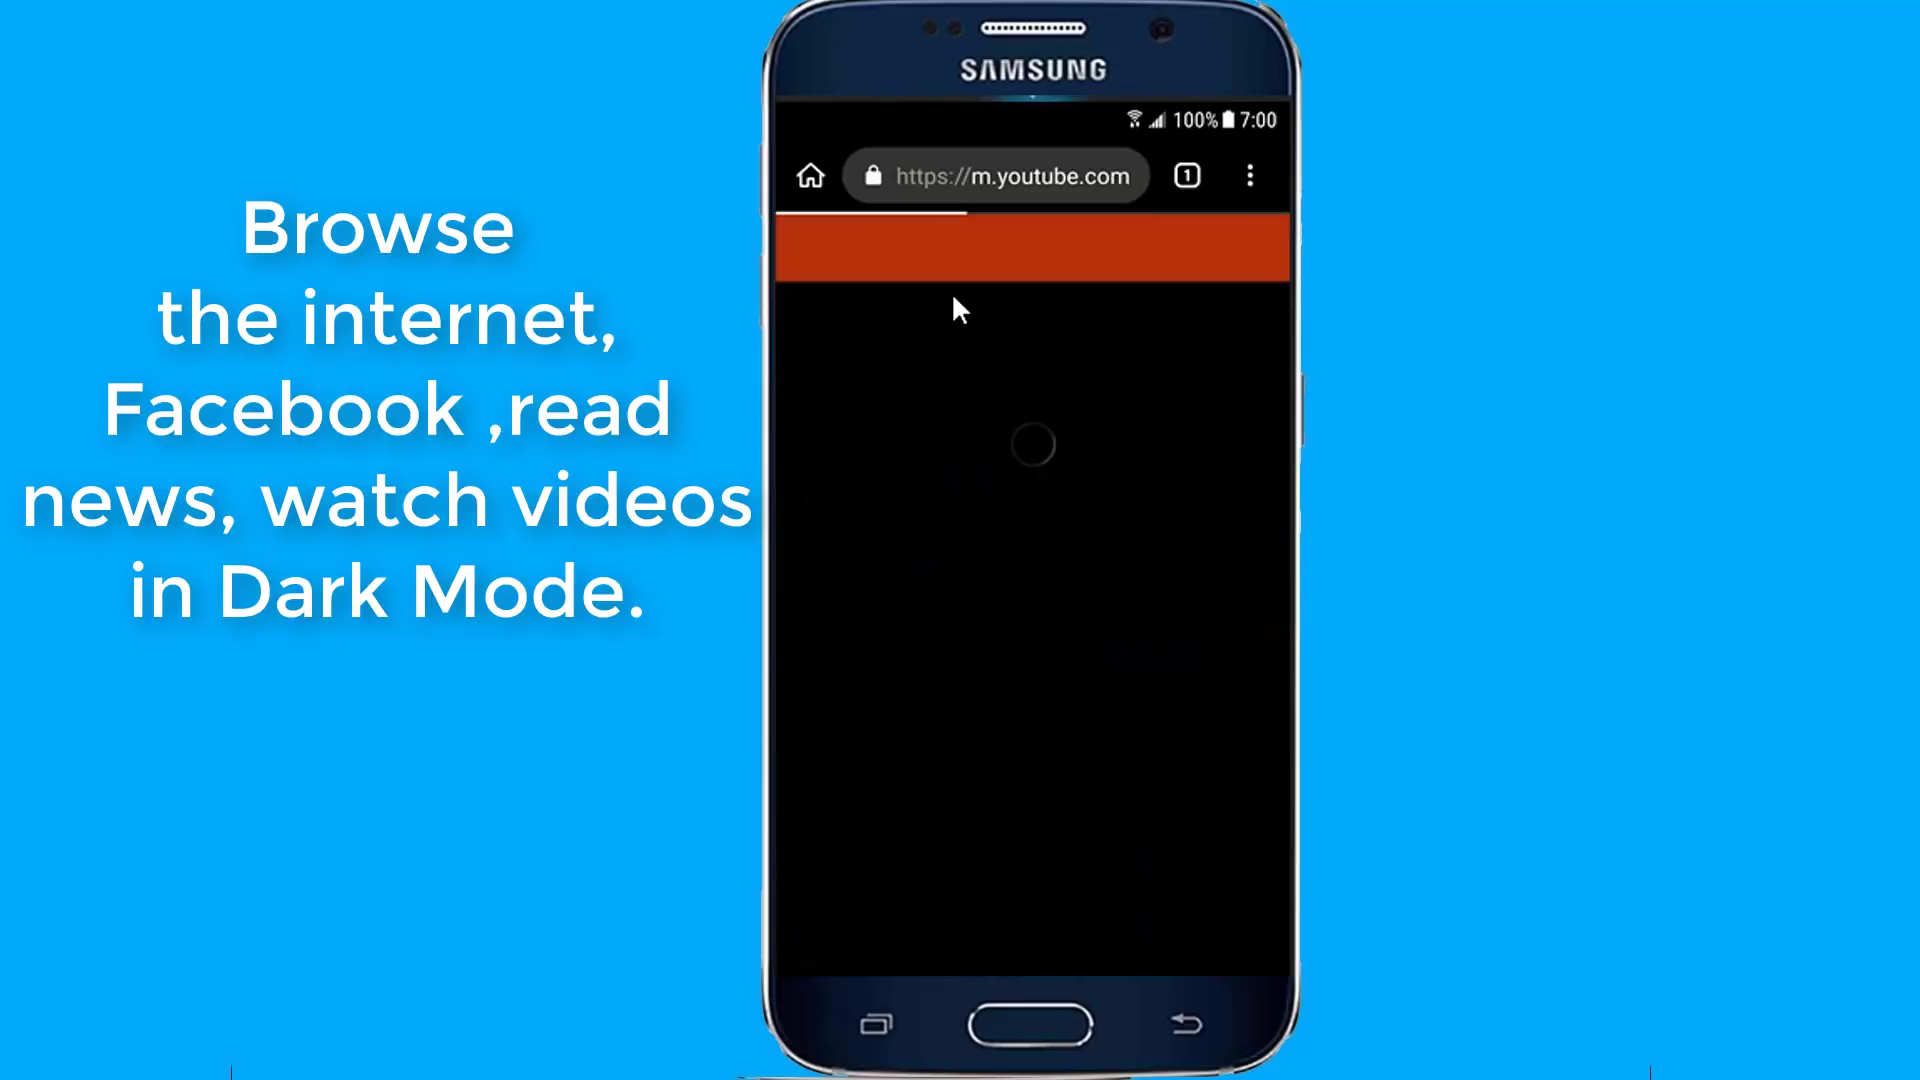 SAMSUNG
100% 7:00
https://m.youtube.com 1
Browse
the internet,
Facebook ,read
news, watch videos
in Dark Mode.